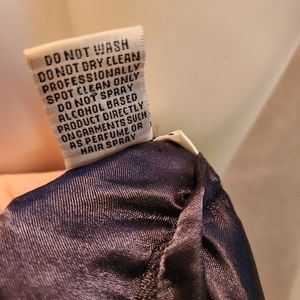 DO NOT WASH
DO NOT DRY CLEAN
PROFESSIONALLY
SPOT CLEAN ONLY
DO NOT SPRAY
ALCOHOL BASED
PRODUCT DIRECTLY
ON GARMENTS SUCH
AS PERFUME OR
HAIR SPRAY